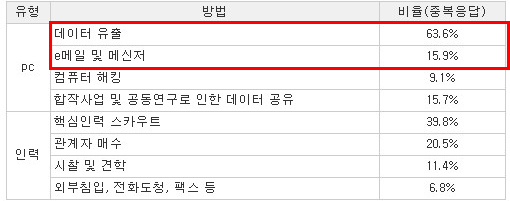 유형 방법 비율(중복응답)
데이터 유출 63.6%
e메일 및 메신저 15.9%
pc
컴퓨터 해킹 9.1%
합작사업 및 공동연구로 인한 데이터 공유 15.7%
핵심인력 스카우트 39.8%
관계자 매수 20.5%
인력
시찰 및 견학 11.4%
외부침입, 전화도청, 팩스 등 6.8%